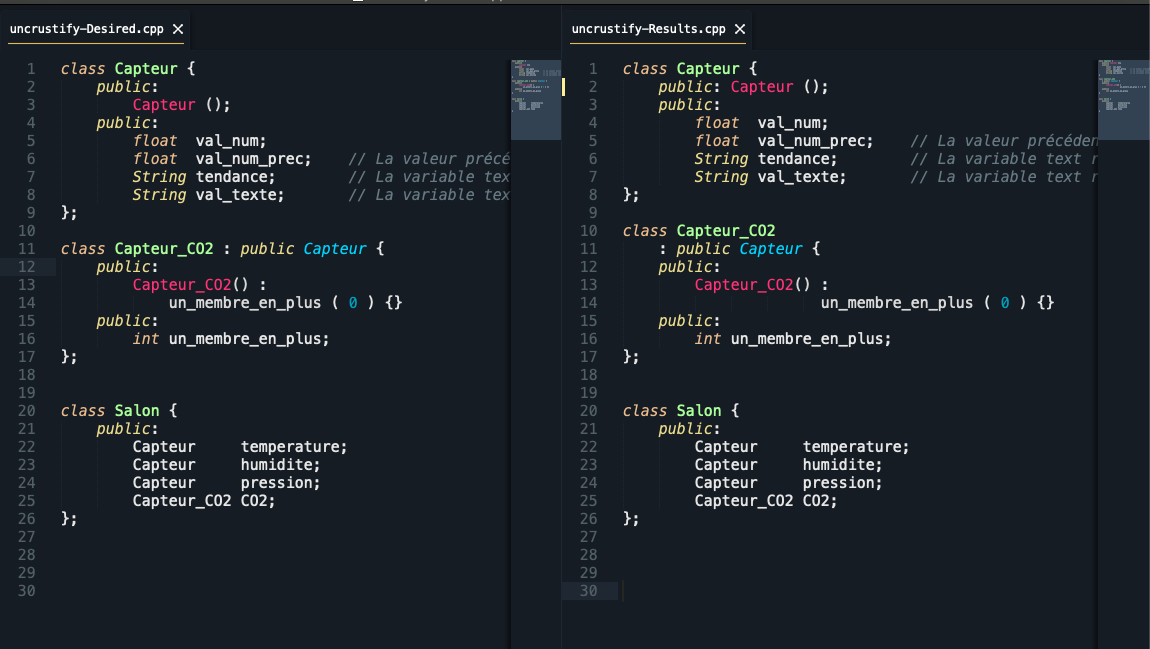 uncrustify-Desired.cpp ×
1 class Capteur {
2 public:
3 Capteur ();
4 public:
5 float val_num;
6 float val_num_prec; // La valeur précé
7 String tendance; // La variable tex
8 String val_texte; // La variable tex
9 };
10
11 class Capteur_CO2 : public Capteur {
12 public:
13 Capteur_CO2() :
14 un_membre_en_plus ( 0 ) {}
15 public:
16 int un_membre_en_plus;
17 };
18
19
20 class Salon {
21 public:
22 Capteur temperature;
23 Capteur humidite;
24 Capteur pression;
25 Capteur_CO2 CO2;
26 };
27
28
29
30
uncrustify-Results.cpp ×
1 class Capteur {
2 public: Capteur ();
3 public:
4 float val_num;
5 float val_num_prec; // La valeur précéden
6 String tendance; // La variable text
7 String val_texte; // La variable text
8 };
9
10 class Capteur_CO2
11 : public Capteur {
12 public:
13 Capteur_CO2() :
14 un_membre_en_plus ( 0 ) {}
15 public:
16 int un_membre_en_plus;
17 };
18
19
20 class Salon {
21 public:
22 Capteur temperature;
23 Capteur humidite;
24 Capteur pression;
25 Capteur_CO2 CO2;
26 };
27
28
29
30